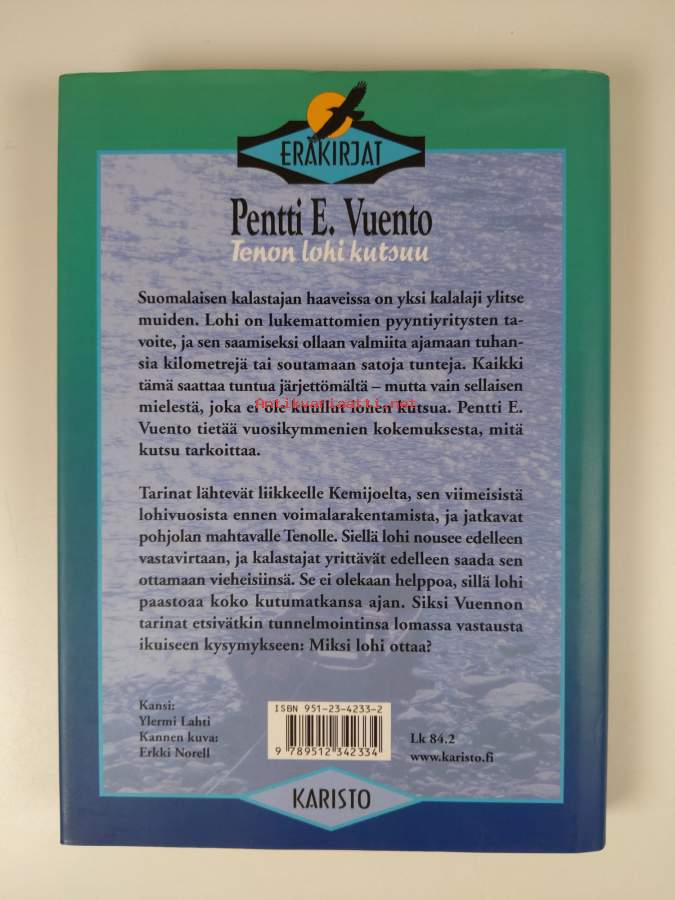 ERÄKIRJAT
Pentti E. Vuento
Tenon lohi kutsuu
Suomalaisen kalastajan haaveissa on yksi kalalaji ylitse
muiden. Lohi on lukemattomien pyyntiyritysten ta-
voite, ja sen saamiseksi ollaan valmiita ajamaan tuhan-
sia kilometrejä tai soutamaan satoja tunteja. Kaikki
tämä saattaa tuntua järjettömältä – mutta vain sellaisen
mielestä, joka ei ole kuullut lohen kutsua. Pentti E.
Antikvariaatti.net
Vuento tietää vuosikymmenien kokemuksesta, mitä
kutsu tarkoittaa.
Tarinat lähtevät liikkeelle Kemijoelta, sen viimeisistä
lohivuosista ennen voimalarakentamista, ja jatkavat
pohjolan mahtavalle Tenolle. Siellä lohi nousee edelleen
vastavirtaan, ja kalastajat yrittävät edelleen saada sen
ottamaan vieheisiinsä. Se ei olekaan helppoa, sillä lohi
paastoaa koko kutumatkansa ajan. Siksi Vuennon
tarinat etsivätkin tunnelmointinsa lomassa vastausta
ikuiseen kysymykseen: Miksi lohi ottaa?
Kansi:
Ylermi Lahti
Kannen kuva:
Erkki Norell
ISBN 951-23-4233-2
9 789512 342334
Lk 84.2
www.karisto.fi
KARISTO